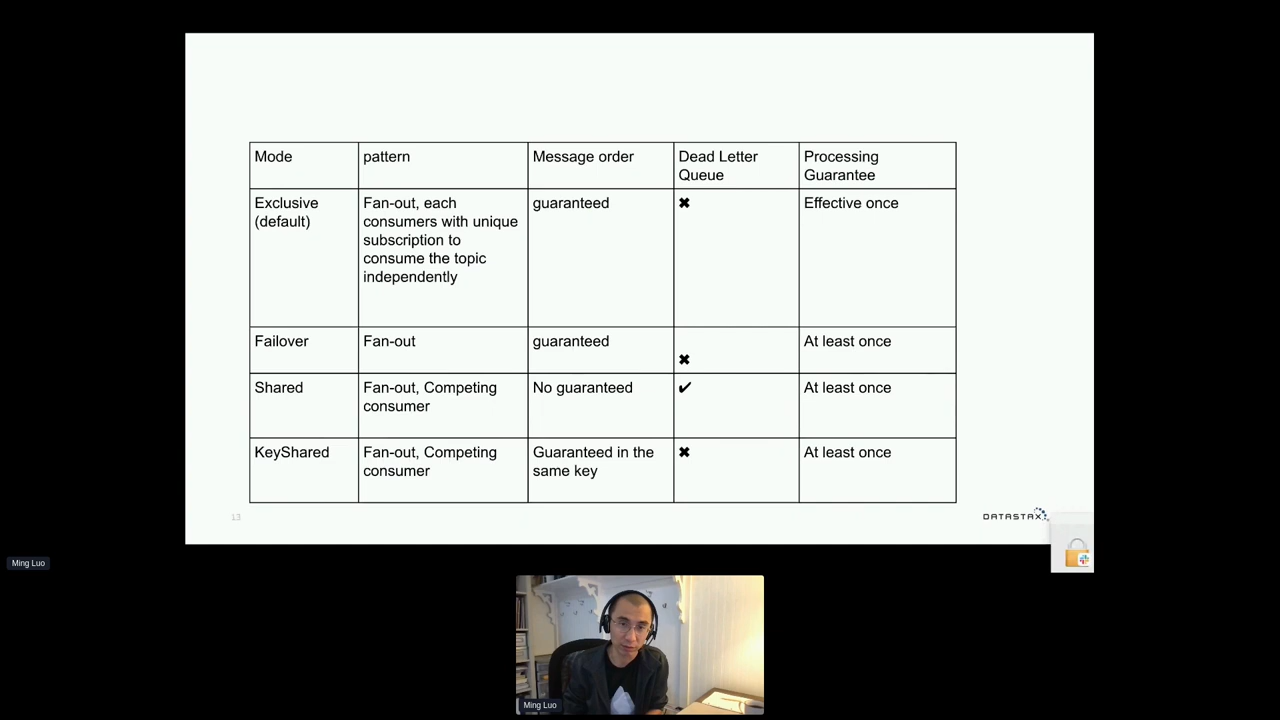 Mode
pattern
Message order
Dead Letter
Queue
Processing
Guarantee
Exclusive
(default)
Fan-out, each
consumers with unique
subscription to
consume the topic
independently
guaranteed
✖
Effective once
Failover
Fan-out
guaranteed
✖
At least once
Shared
Fan-out, Competing
consumer
No guaranteed
✔
At least once
KeyShared
Fan-out, Competing
consumer
Guaranteed in the
same key
✖
At least once
13
DATASTAX
Ming Luo
Ming Luo